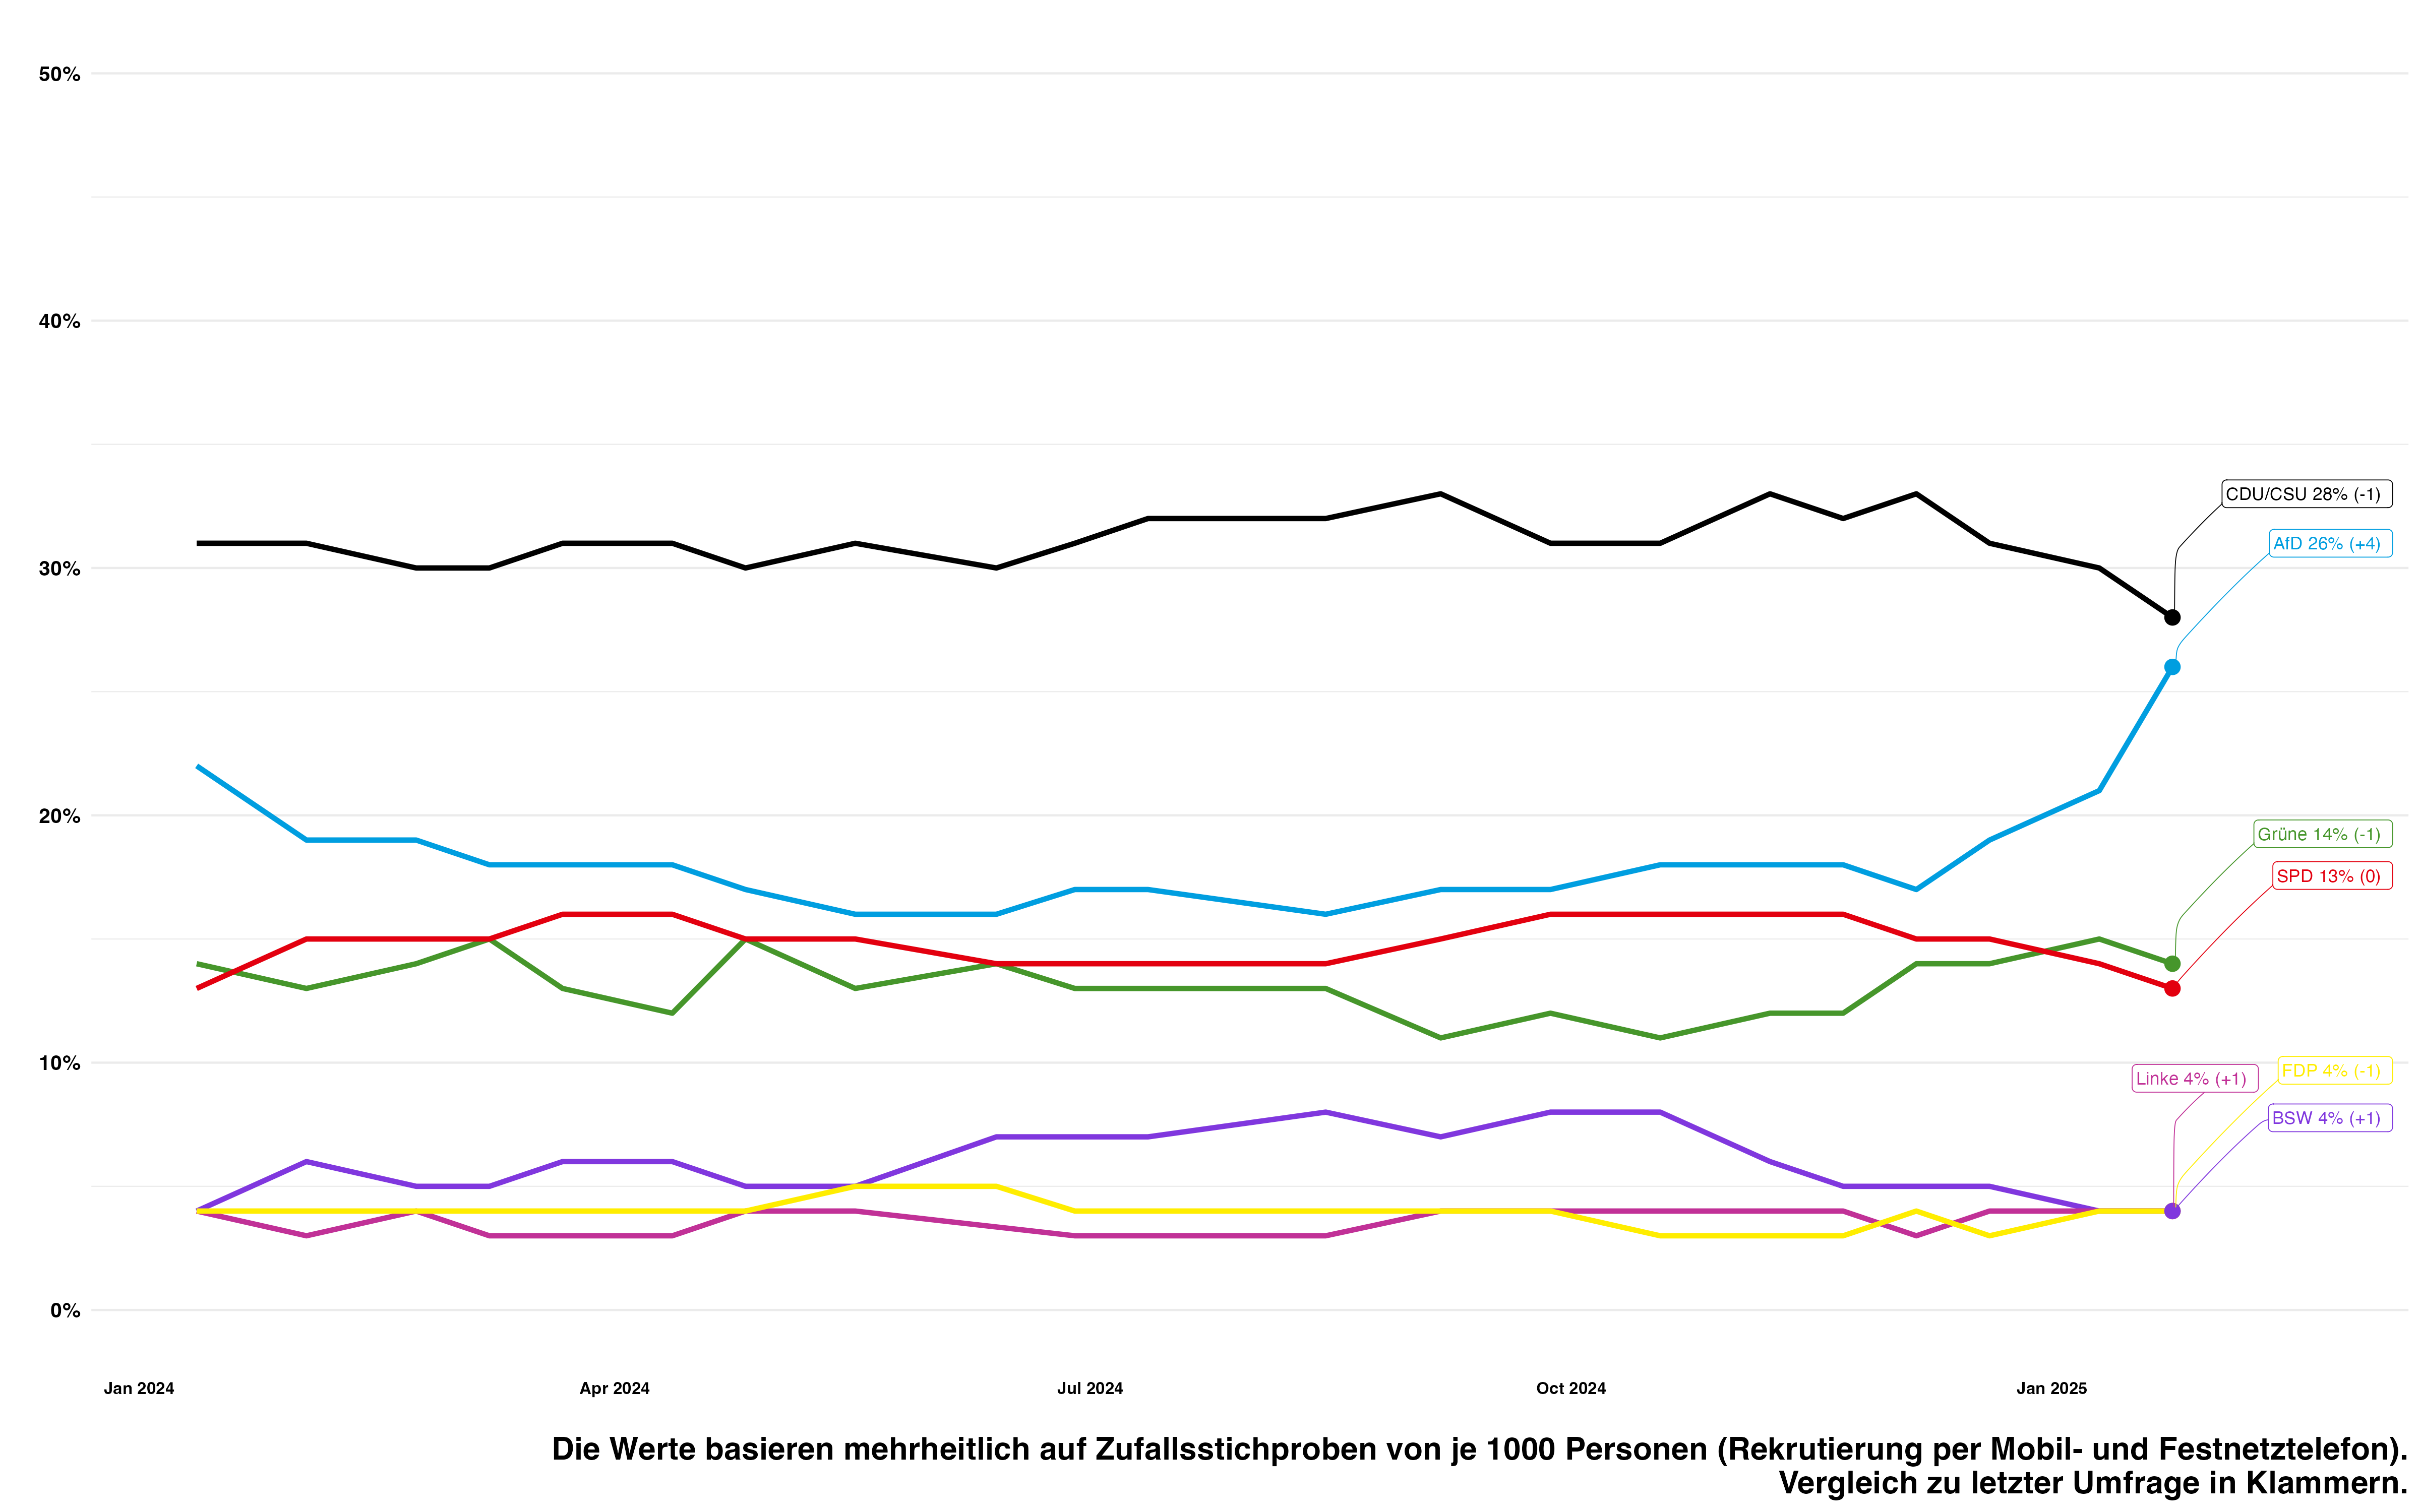 50%
40%
30%
20%
10%
0%
CDU/CSU 28% (-1)
AfD 26% (+4)
Grüne 14% (-1)
SPD 13% (0)
FDP 4% (-1)
Linke 4% (+1)
BSW 4% (+1)
Jan 2024
Apr 2024
Jul 2024
Oct 2024
Jan 2025
Die Werte basieren mehrheitlich auf Zufallsstichproben von je 1000 Personen (Rekrutierung per Mobil- und Festnetztelefon).
Vergleich zu letzter Umfrage in Klammern.